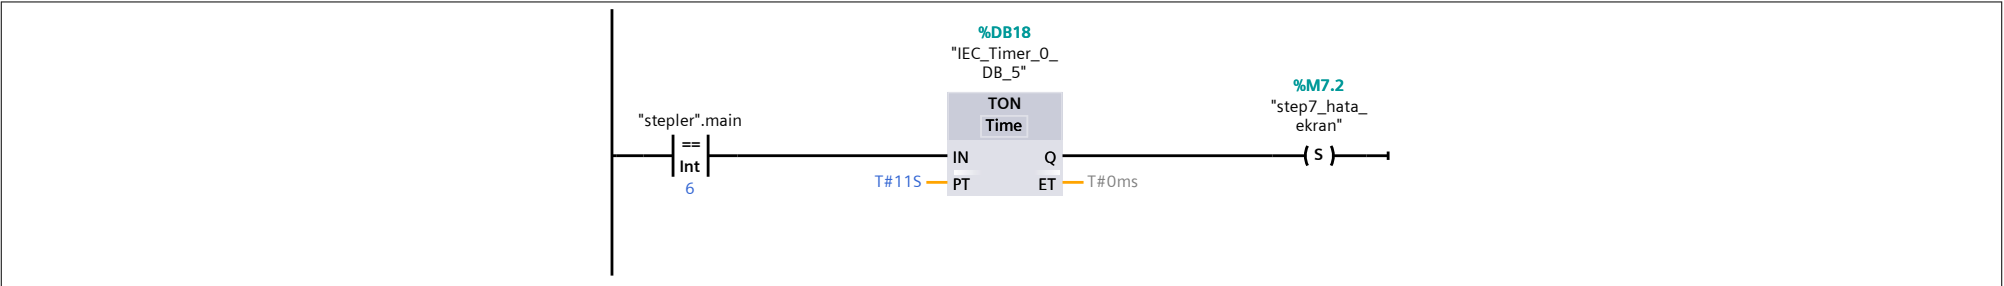 %DB18
"IEC_Timer_0_
DB_5"
%M7.2
"step7_hata_
ekran"
"stepler".main
==
Int
6
TON
Time
IN
Q
T#11S
PT
ET
T#0ms
S